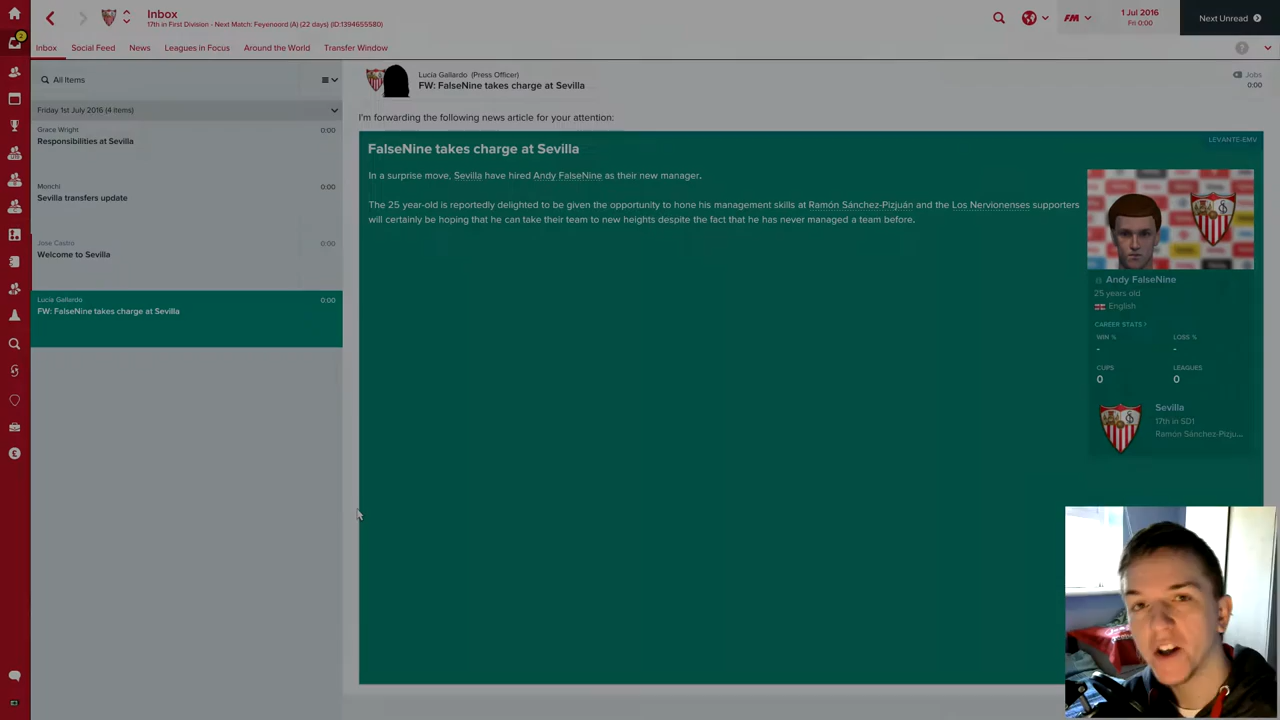 Inbox
17th in First Division - Next Match: Feyenoord (A) (22 days) (ID:1394655580)
FM
1 Jul 2016
Fri 0:00
Next Unread
2
Inbox
Social Feed
News
Leagues in Focus
Around the World
Transfer Window
?
All Items
Friday 1st July 2016 (4 items)
Grace Wright
0:00
Responsibilities at Sevilla
Monchi
0:00
Sevilla transfers update
Jose Castro
0:00
Welcome to Sevilla
Lucía Gallardo
0:00
FW: FalseNine takes charge at Sevilla
Lucía Gallardo (Press Officer)
FW: FalseNine takes charge at Sevilla
Jobs
0:00
I'm forwarding the following news article for your attention:
FalseNine takes charge at Sevilla
LEVANTE-EMV
In a surprise move, Sevilla have hired Andy FalseNine as their new manager.
The 25 year-old is reportedly delighted to be given the opportunity to hone his management skills at Ramón Sánchez-Pizjuán and the Los Nervionenses supporters
will certainly be hoping that he can take their team to new heights despite the fact that he has never managed a team before.
Andy FalseNine
25 years old
English
CAREER STATS >
WIN %
LOSS %
-
-
CUPS
LEAGUES
0
0
Sevilla
17th in SD1
Ramón Sánchez-Pizju...